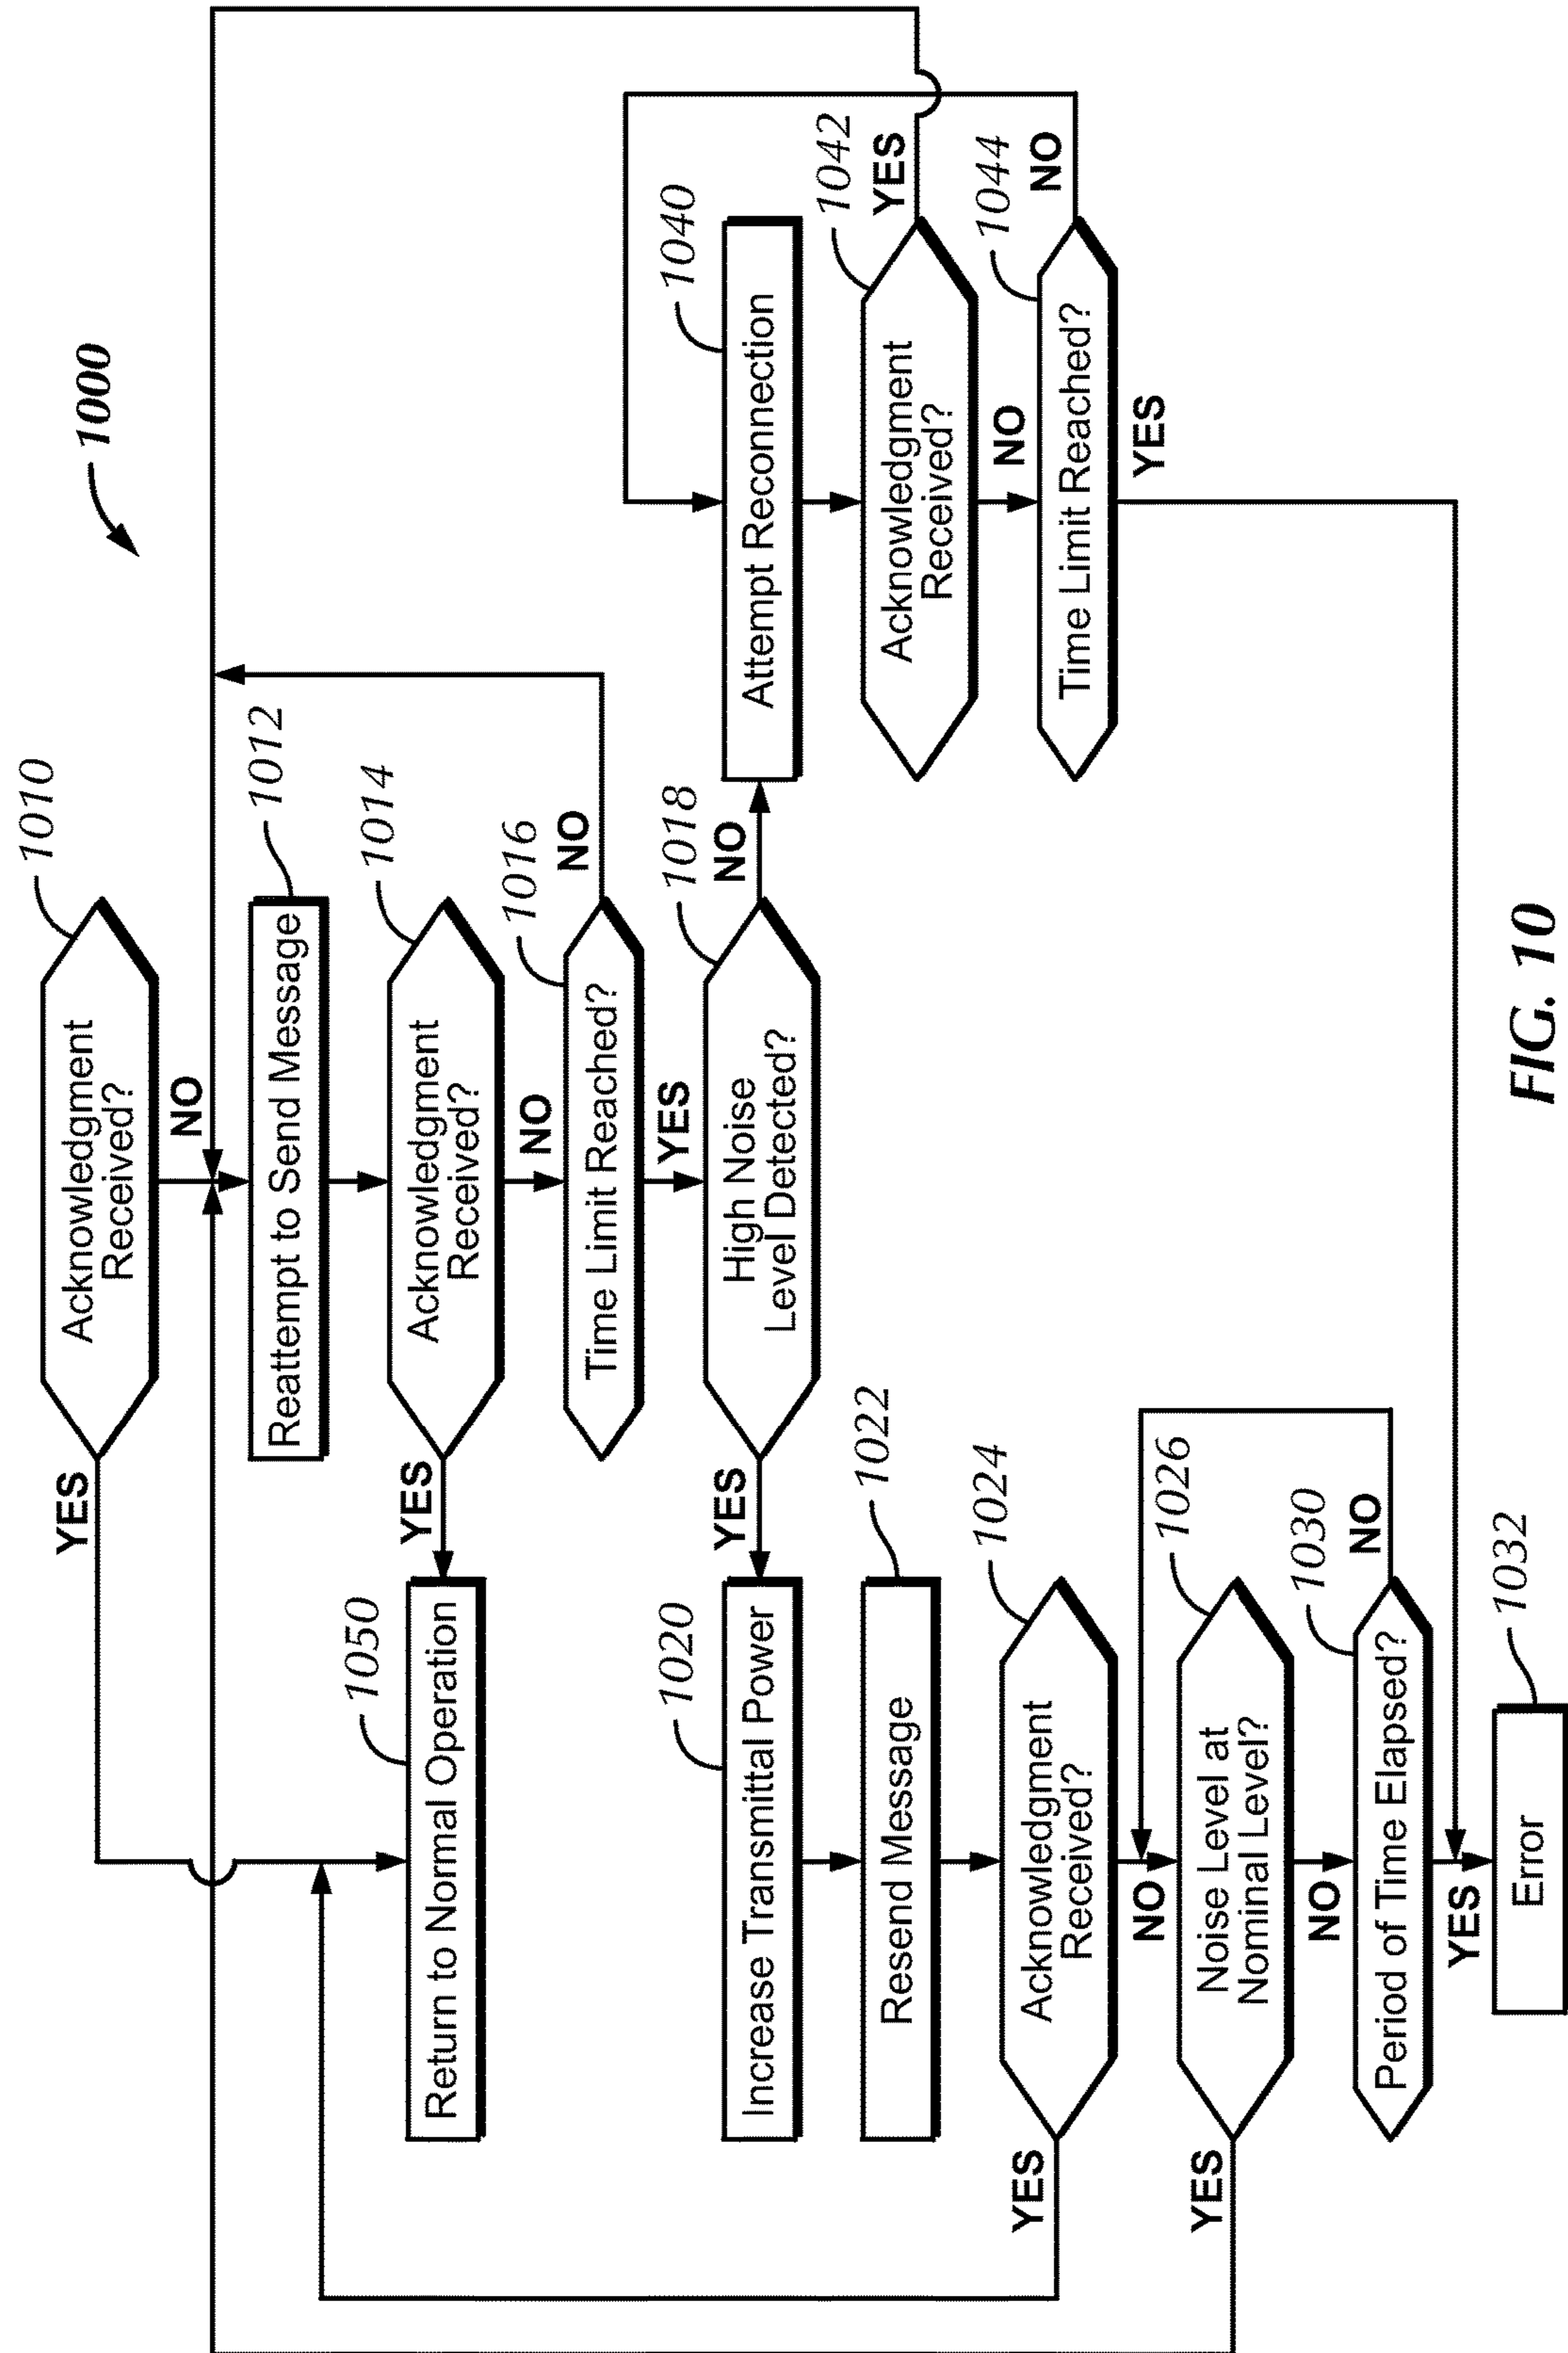 1000
1010
Acknowledgment
Received?
YES
NO
1012
Reattempt to Send Message
1014
Acknowledgment
Received?
YES
NO
1050
Return to Normal Operation
1016
Time Limit Reached?
NO
YES
1018
High Noise
Level Detected?
YES
NO
1020
Increase Transmittal Power
1022
Resend Message
1024
Acknowledgment
Received?
YES
NO
1026
Noise Level at
Nominal Level?
YES
NO
1030
Period of Time Elapsed?
NO
YES
1032
Error
1040
Attempt Reconnection
1042
Acknowledgment
Received?
YES
NO
1044
Time Limit Reached?
NO
YES
FIG. 10